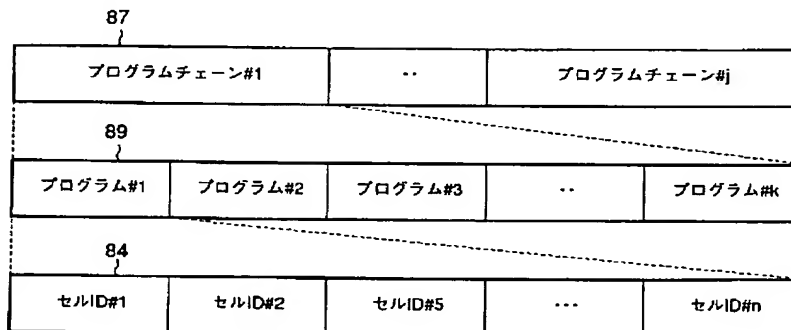 87
プログラムチェーン#1 ・・ プログラムチェーン#j
89
プログラム#1 プログラム#2 プログラム#3 ・・ プログラム#k
84
セルID#1 セルID#2 セルID#5 ・・・ セルID#n